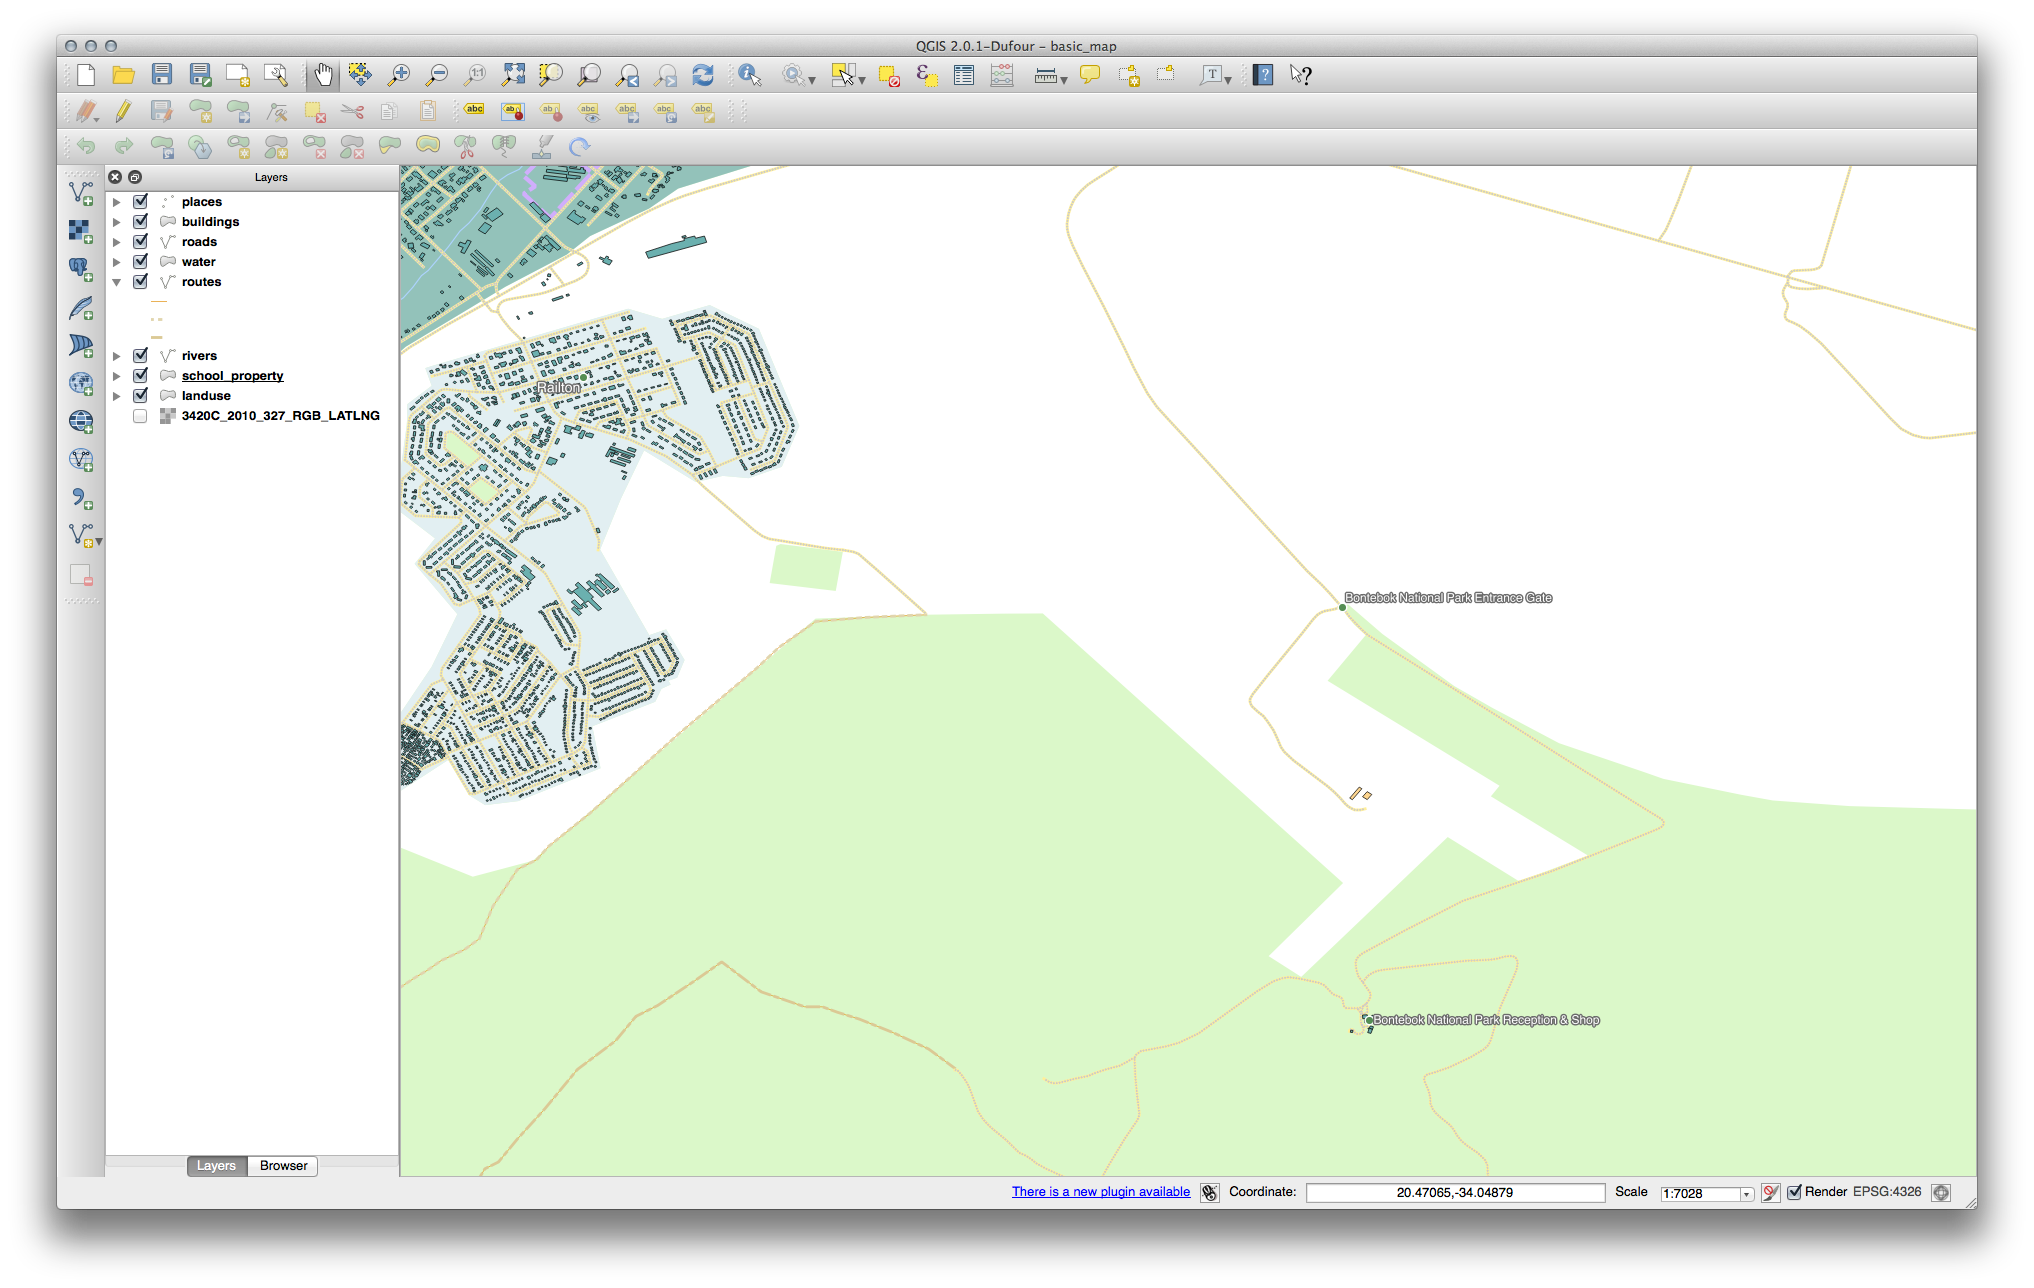 QGIS 2.0.1-Dufour - basic_map
Layers
places
buildings
roads
water
routes
rivers
school_property
landuse
3420C_2010_327_RGB_LATLNG
Railton
Bontebok National Park Entrance Gate
Bontebok National Park Reception & Shop
Layers Browser
There is a new plugin available Coordinate: 20.47065,-34.04879 Scale 1:7028 Render EPSG:4326